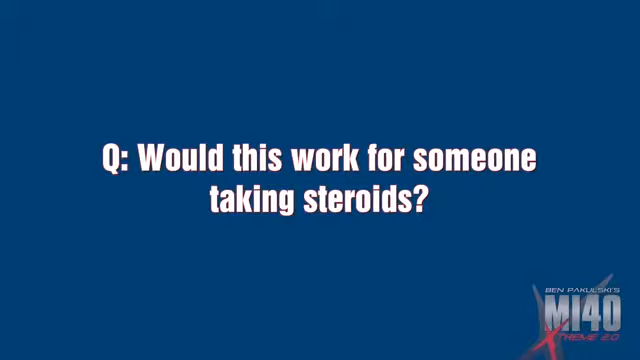 Q: Would this work for someone
taking steroids?
BEN PAKULSKI'S
MI40
XTREME 2.0